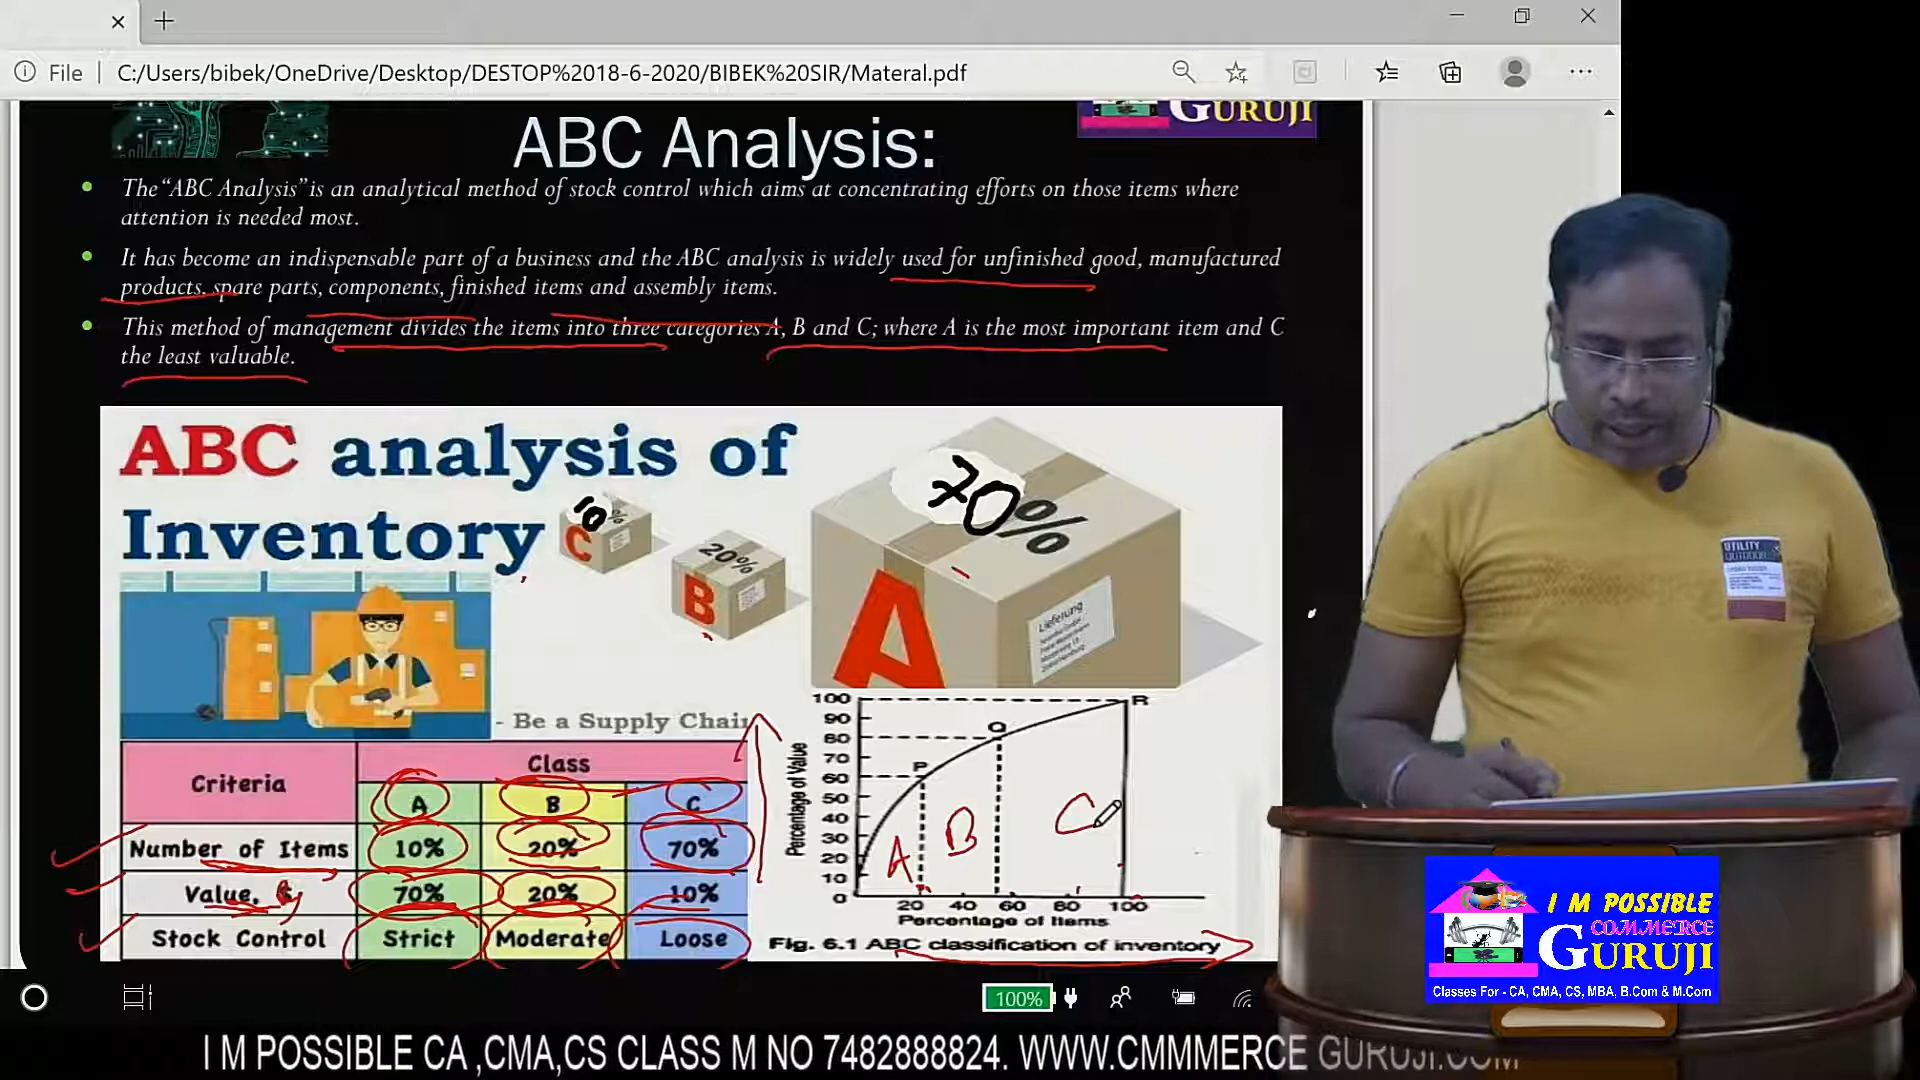 File | C:/Users/bibek/OneDrive/Desktop/DESTOP%2018-6-2020/BIBEK%20SIR/Materal.pdf
GURUJI
ABC Analysis:
The “ABC Analysis” is an analytical method of stock control which aims at concentrating efforts on those items where
attention is needed most.
It has become an indispensable part of a business and the ABC analysis is widely used for unfinished good, manufactured
products, spare parts, components, finished items and assembly items.
This method of management divides the items into three categories A, B and C; where A is the most important item and C
the least valuable.
ABC analysis of
Inventory
10 %
C
20%
B
70%
A
Lieferung
- Be a Supply Chain
Criteria Class
A B C
Number of Items 10% 20% 70%
Value, 70% 20% 10%
Stock Control Strict Moderate Loose
Percentage of Value
100
90
80
70
60
50
40
30
20
10
0
P Q R
A B C
20 40 60 80 100
Percentage of Items
Fig. 6.1 ABC classification of inventory
UTILITY
OUTDOOR
I M POSSIBLE
COMMERCE
GURUJI
Classes For - CA, CMA, CS, MBA, B.Com & M.Com
100%
I M POSSIBLE CA ,CMA,CS CLASS M NO 7482888824. WWW.CMMMERCE GURUJI.COM